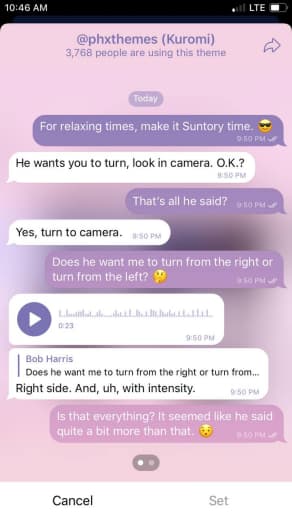 10:46 AM
LTE
@phxthemes (Kuromi)
3,768 people are using this theme
Today
For relaxing times, make it Suntory time. 😎
9:50 PM
He wants you to turn, look in camera. O.K.?
9:50 PM
That's all he said?
9:50 PM
Yes, turn to camera.
9:50 PM
Does he want me to turn from the right or
turn from the left? 🤔
9:50 PM
0:23
9:50 PM
Bob Harris
Does he want me to turn from the right or turn from...
Right side. And, uh, with intensity.
9:50 PM
Is that everything? It seemed like he said
quite a bit more than that. 😉
9:50 PM
Cancel
Set